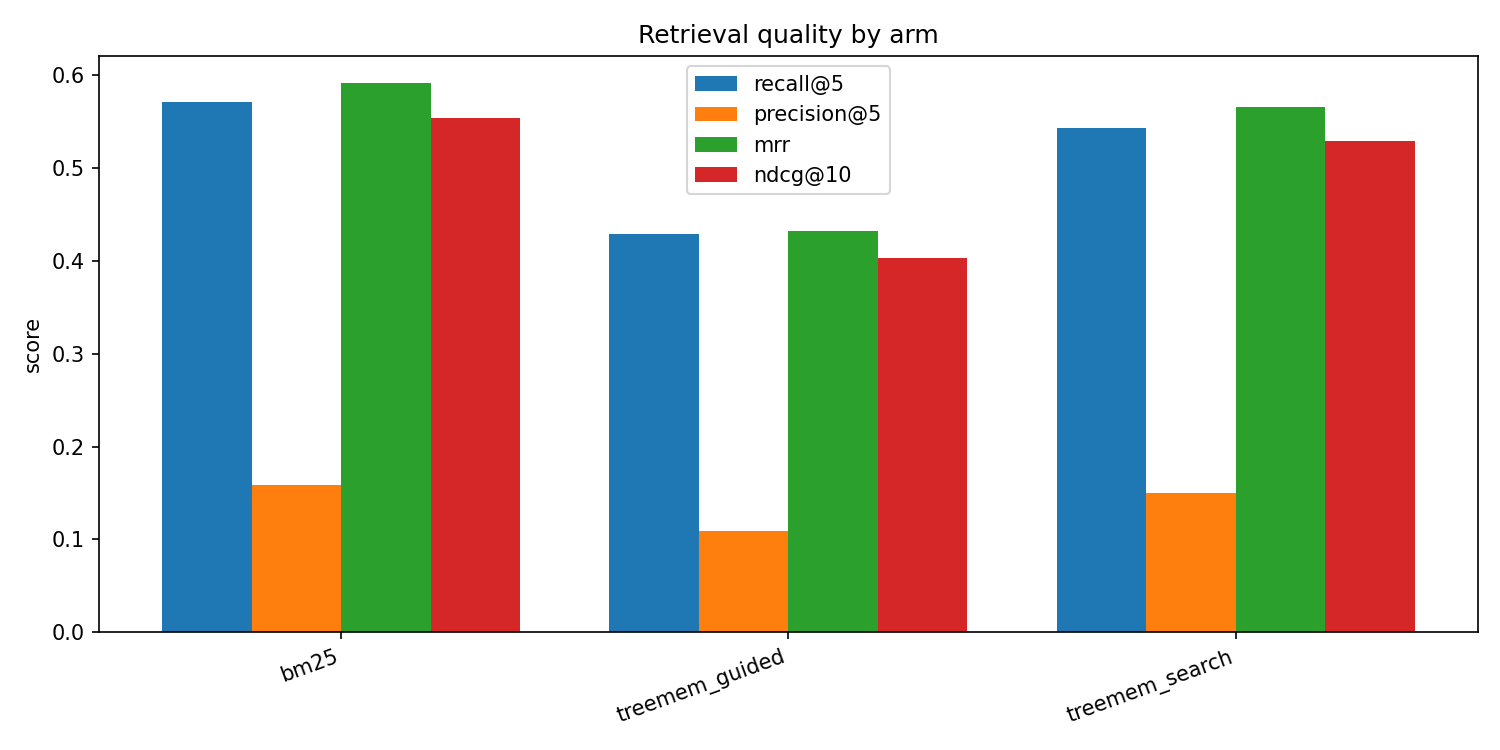 Retrieval quality by arm
recall@5
precision@5
mrr
ndcg@10
score
0.6
0.5
0.4
0.3
0.2
0.1
0.0
bm25
treemem_guided
treemem_search